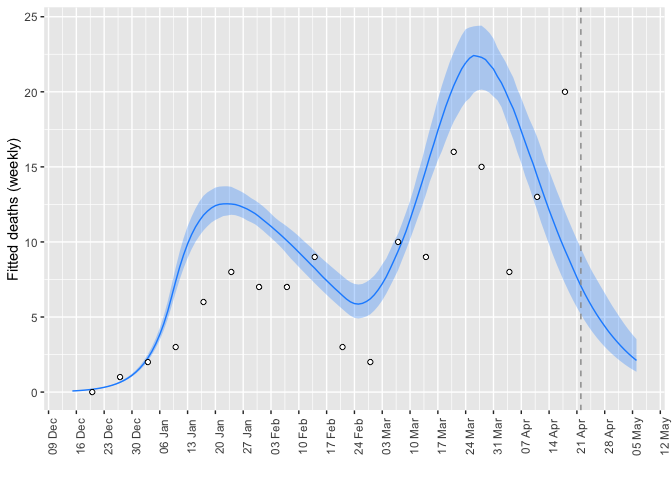 Fitted deaths (weekly)
25
20
15
10
5
0
09 Dec
16 Dec
23 Dec
30 Dec
06 Jan
13 Jan
20 Jan
27 Jan
03 Feb
10 Feb
17 Feb
24 Feb
03 Mar
10 Mar
17 Mar
24 Mar
31 Mar
07 Apr
14 Apr
21 Apr
28 Apr
05 May
12 May